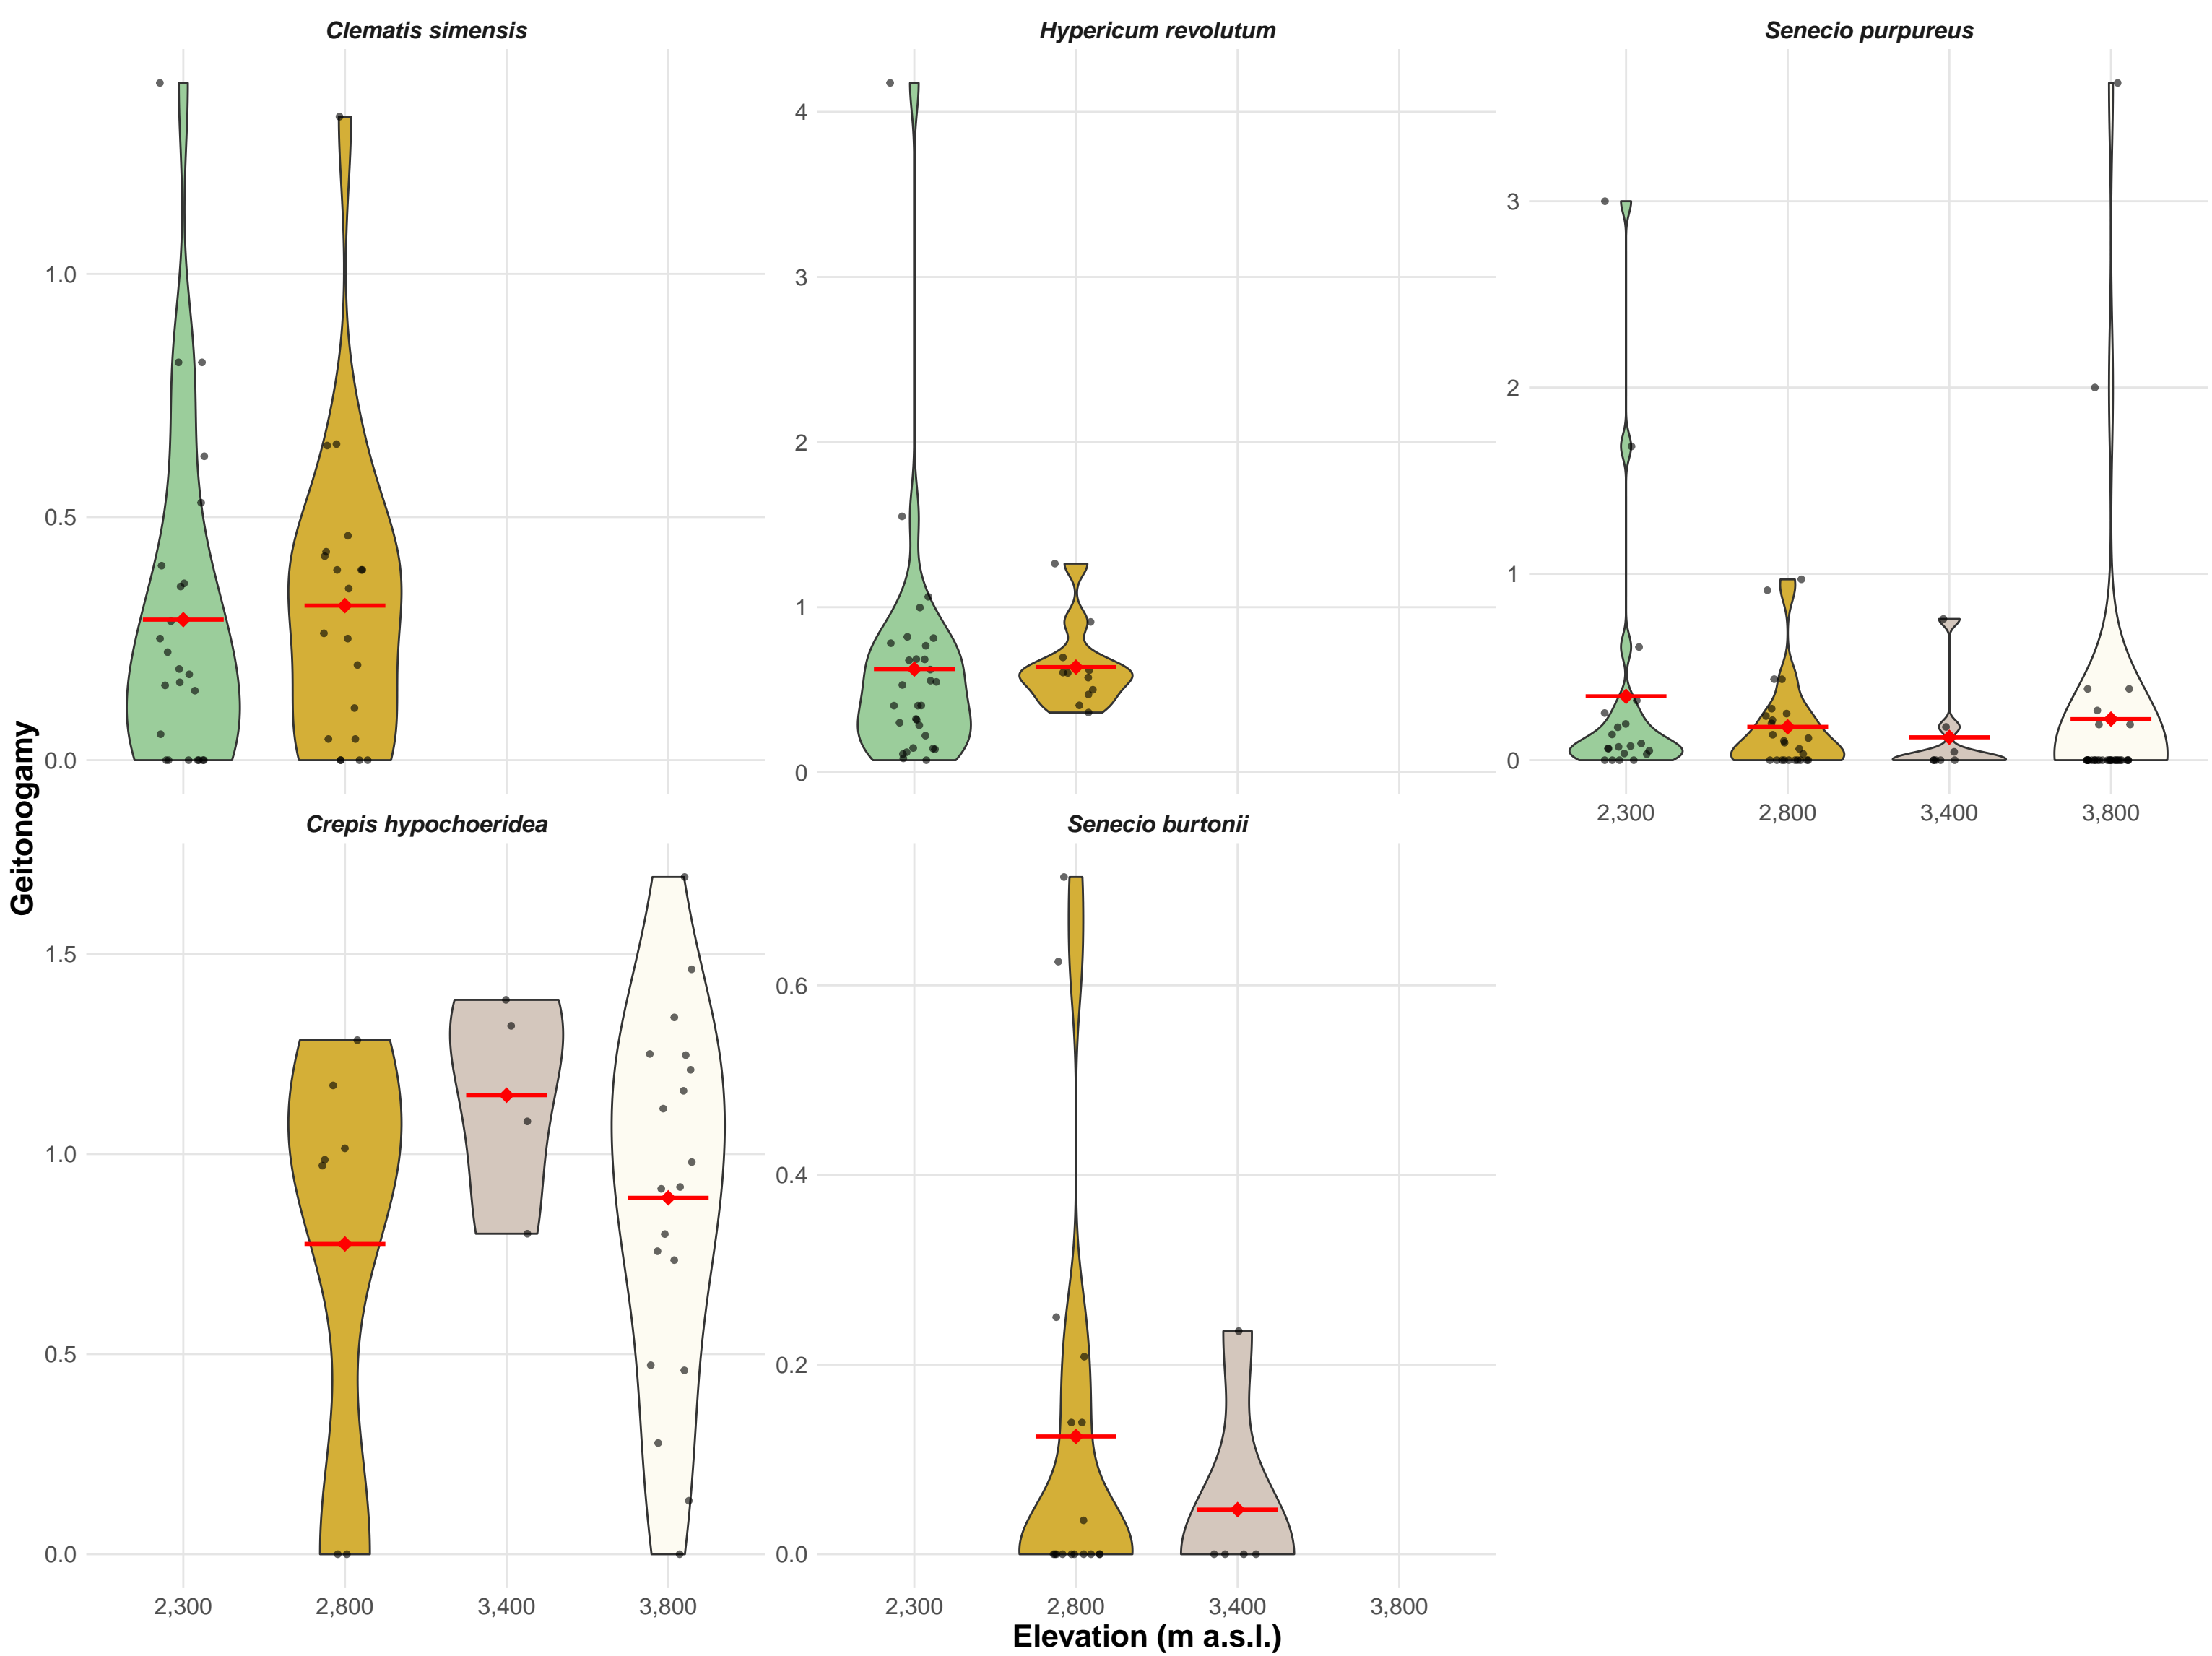 Clematis simensis
Hypericum revolutum
Senecio purpureus
1.0
0.5
0.0
4
3
2
1
0
3
2
1
0
2,300 2,800 3,400 3,800
Crepis hypochoeridea
Senecio burtonii
Geitonogamy
1.5
1.0
0.5
0.0
0.6
0.4
0.2
0.0
2,300 2,800 3,400 3,800
2,300 2,800 3,400 3,800
Elevation (m a.s.l.)